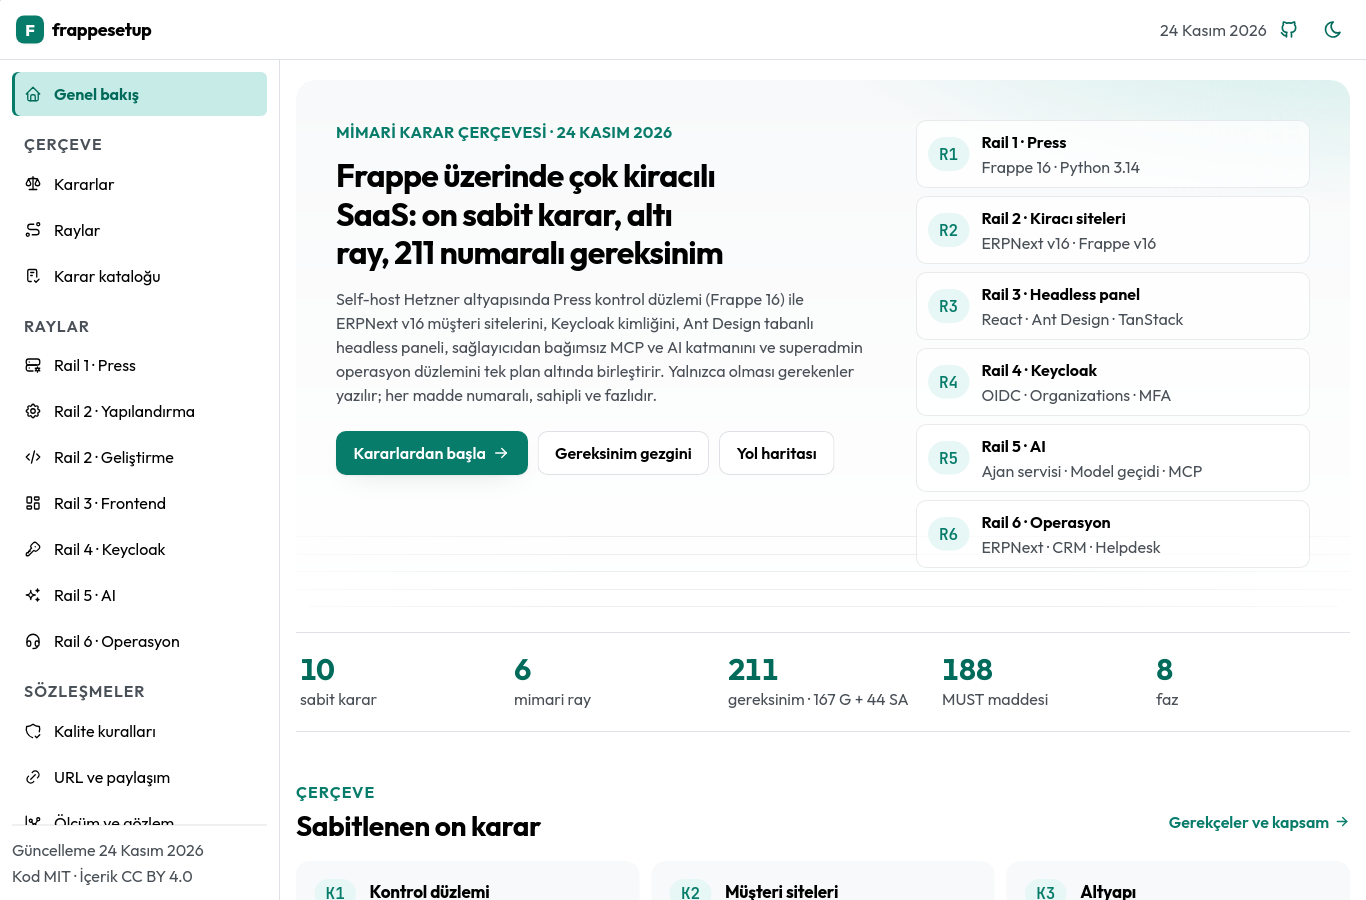 F frappesetup
24 Kasım 2026
Genel bakış
ÇERÇEVE
Kararlar
Raylar
Karar kataloğu
RAYLAR
Rail 1 · Press
Rail 2 · Yapılandırma
Rail 2 · Geliştirme
Rail 3 · Frontend
Rail 4 · Keycloak
Rail 5 · AI
Rail 6 · Operasyon
SÖZLEŞMELER
Kalite kuralları
URL ve paylaşım
Ölçüm ve gözlem
Güncelleme 24 Kasım 2026
Kod MIT · İçerik CC BY 4.0
MİMARİ KARAR ÇERÇEVESİ · 24 KASIM 2026
Frappe üzerinde çok kiracılı
SaaS: on sabit karar, altı
ray, 211 numaralı gereksinim
Self-host Hetzner altyapısında Press kontrol düzlemi (Frappe 16) ile
ERPNext v16 müşteri sitelerini, Keycloak kimliğini, Ant Design tabanlı
headless paneli, sağlayıcıdan bağımsız MCP ve AI katmanını ve superadmin
operasyon düzlemini tek plan altında birleştirir. Yalnızca olması gerekenler
yazılır; her madde numaralı, sahipli ve fazlıdır.
Kararlardan başla →
Gereksinim gezgini
Yol haritası
R1
Rail 1 · Press
Frappe 16 · Python 3.14
R2
Rail 2 · Kiracı siteleri
ERPNext v16 · Frappe v16
R3
Rail 3 · Headless panel
React · Ant Design · TanStack
R4
Rail 4 · Keycloak
OIDC · Organizations · MFA
R5
Rail 5 · AI
Ajan servisi · Model geçidi · MCP
R6
Rail 6 · Operasyon
ERPNext · CRM · Helpdesk
10
sabit karar
6
mimari ray
211
gereksinim · 167 G + 44 SA
188
MUST maddesi
8
faz
ÇERÇEVE
Sabitlenen on karar
Gerekçeler ve kapsam →
K1 Kontrol düzlemi
K2 Müşteri siteleri
K3 Altyapı